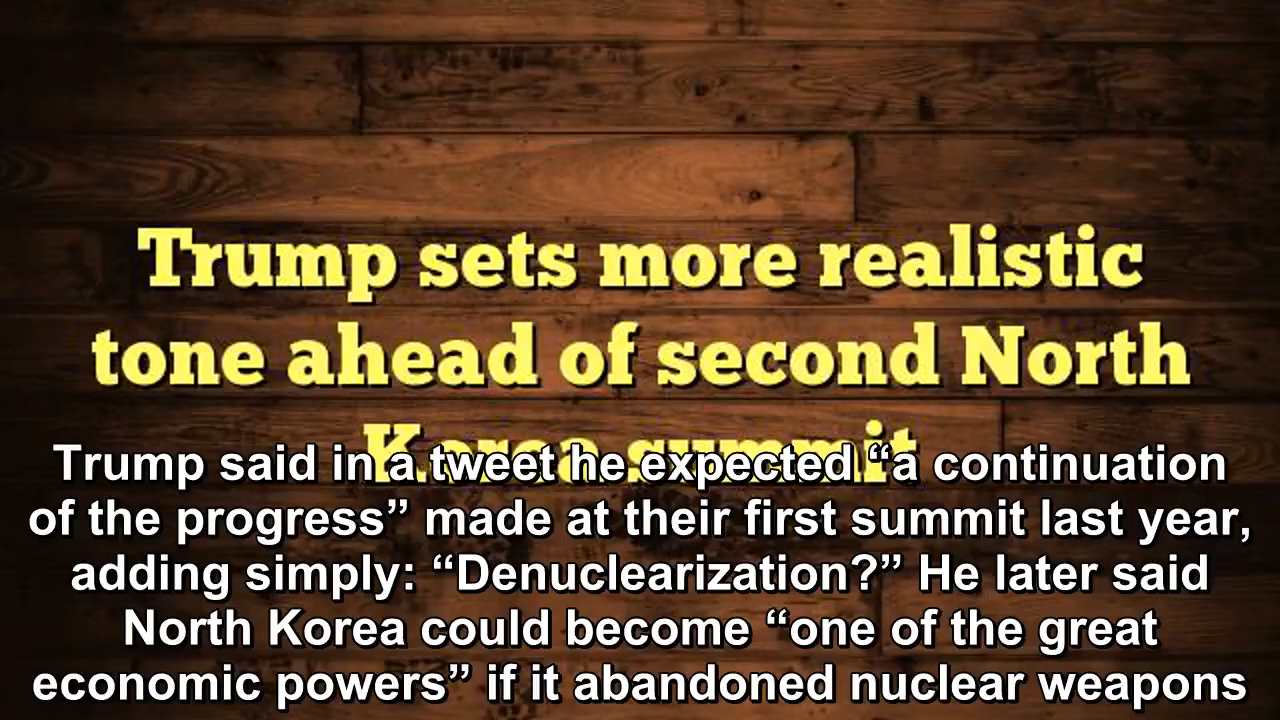 Trump sets more realistic
tone ahead of second North
Korea summit
Trump said in a tweet he expected “a continuation
of the progress” made at their first summit last year,
adding simply: “Denuclearization?” He later said
North Korea could become “one of the great
economic powers” if it abandoned nuclear weapons